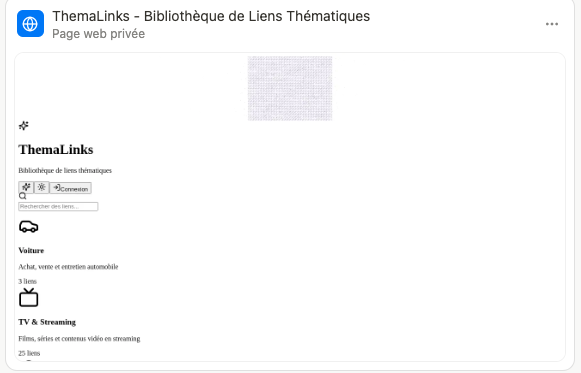 ThemaLinks - Bibliothèque de Liens Thématiques
Page web privée
ThemaLinks
Bibliothèque de liens thématiques
Connexion
Rechercher des liens...
Voiture
Achat, vente et entretien automobile
3 liens
TV & Streaming
Films, séries et contenus vidéo en streaming
25 liens